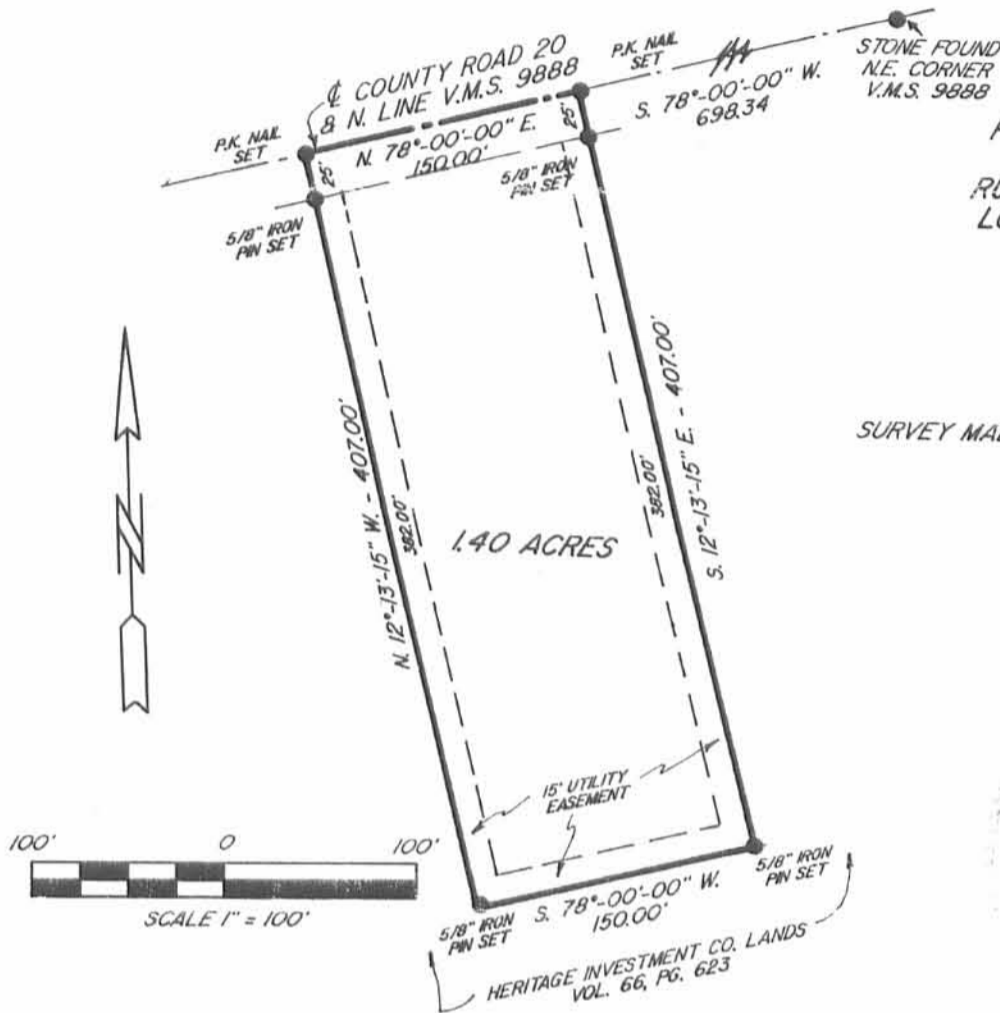 ℄ COUNTY ROAD 20
& N. LINE V.M.S. 9888
P.K. NAIL
SET
N. 78°-00'-00" E.
150.00'
25'
25'
P.K. NAIL
SET
S. 78°-00'-00" W.
698.34
STONE FOUND
N.E. CORNER
V.M.S. 9888
5/8" IRON
PIN SET
5/8" IRON
PIN SET
N. 12°-13'-15" W. - 407.00'
382.00'
1.40 ACRES
382.00'
S. 12°-13'-15" E. - 407.00'
N
15' UTILITY
EASEMENT
100' 0 100'
SCALE 1" = 100'
5/8" IRON
PIN SET
S. 78°-00'-00" W.
150.00'
5/8" IRON
PIN SET
HERITAGE INVESTMENT CO. LANDS
VOL. 66, PG. 623